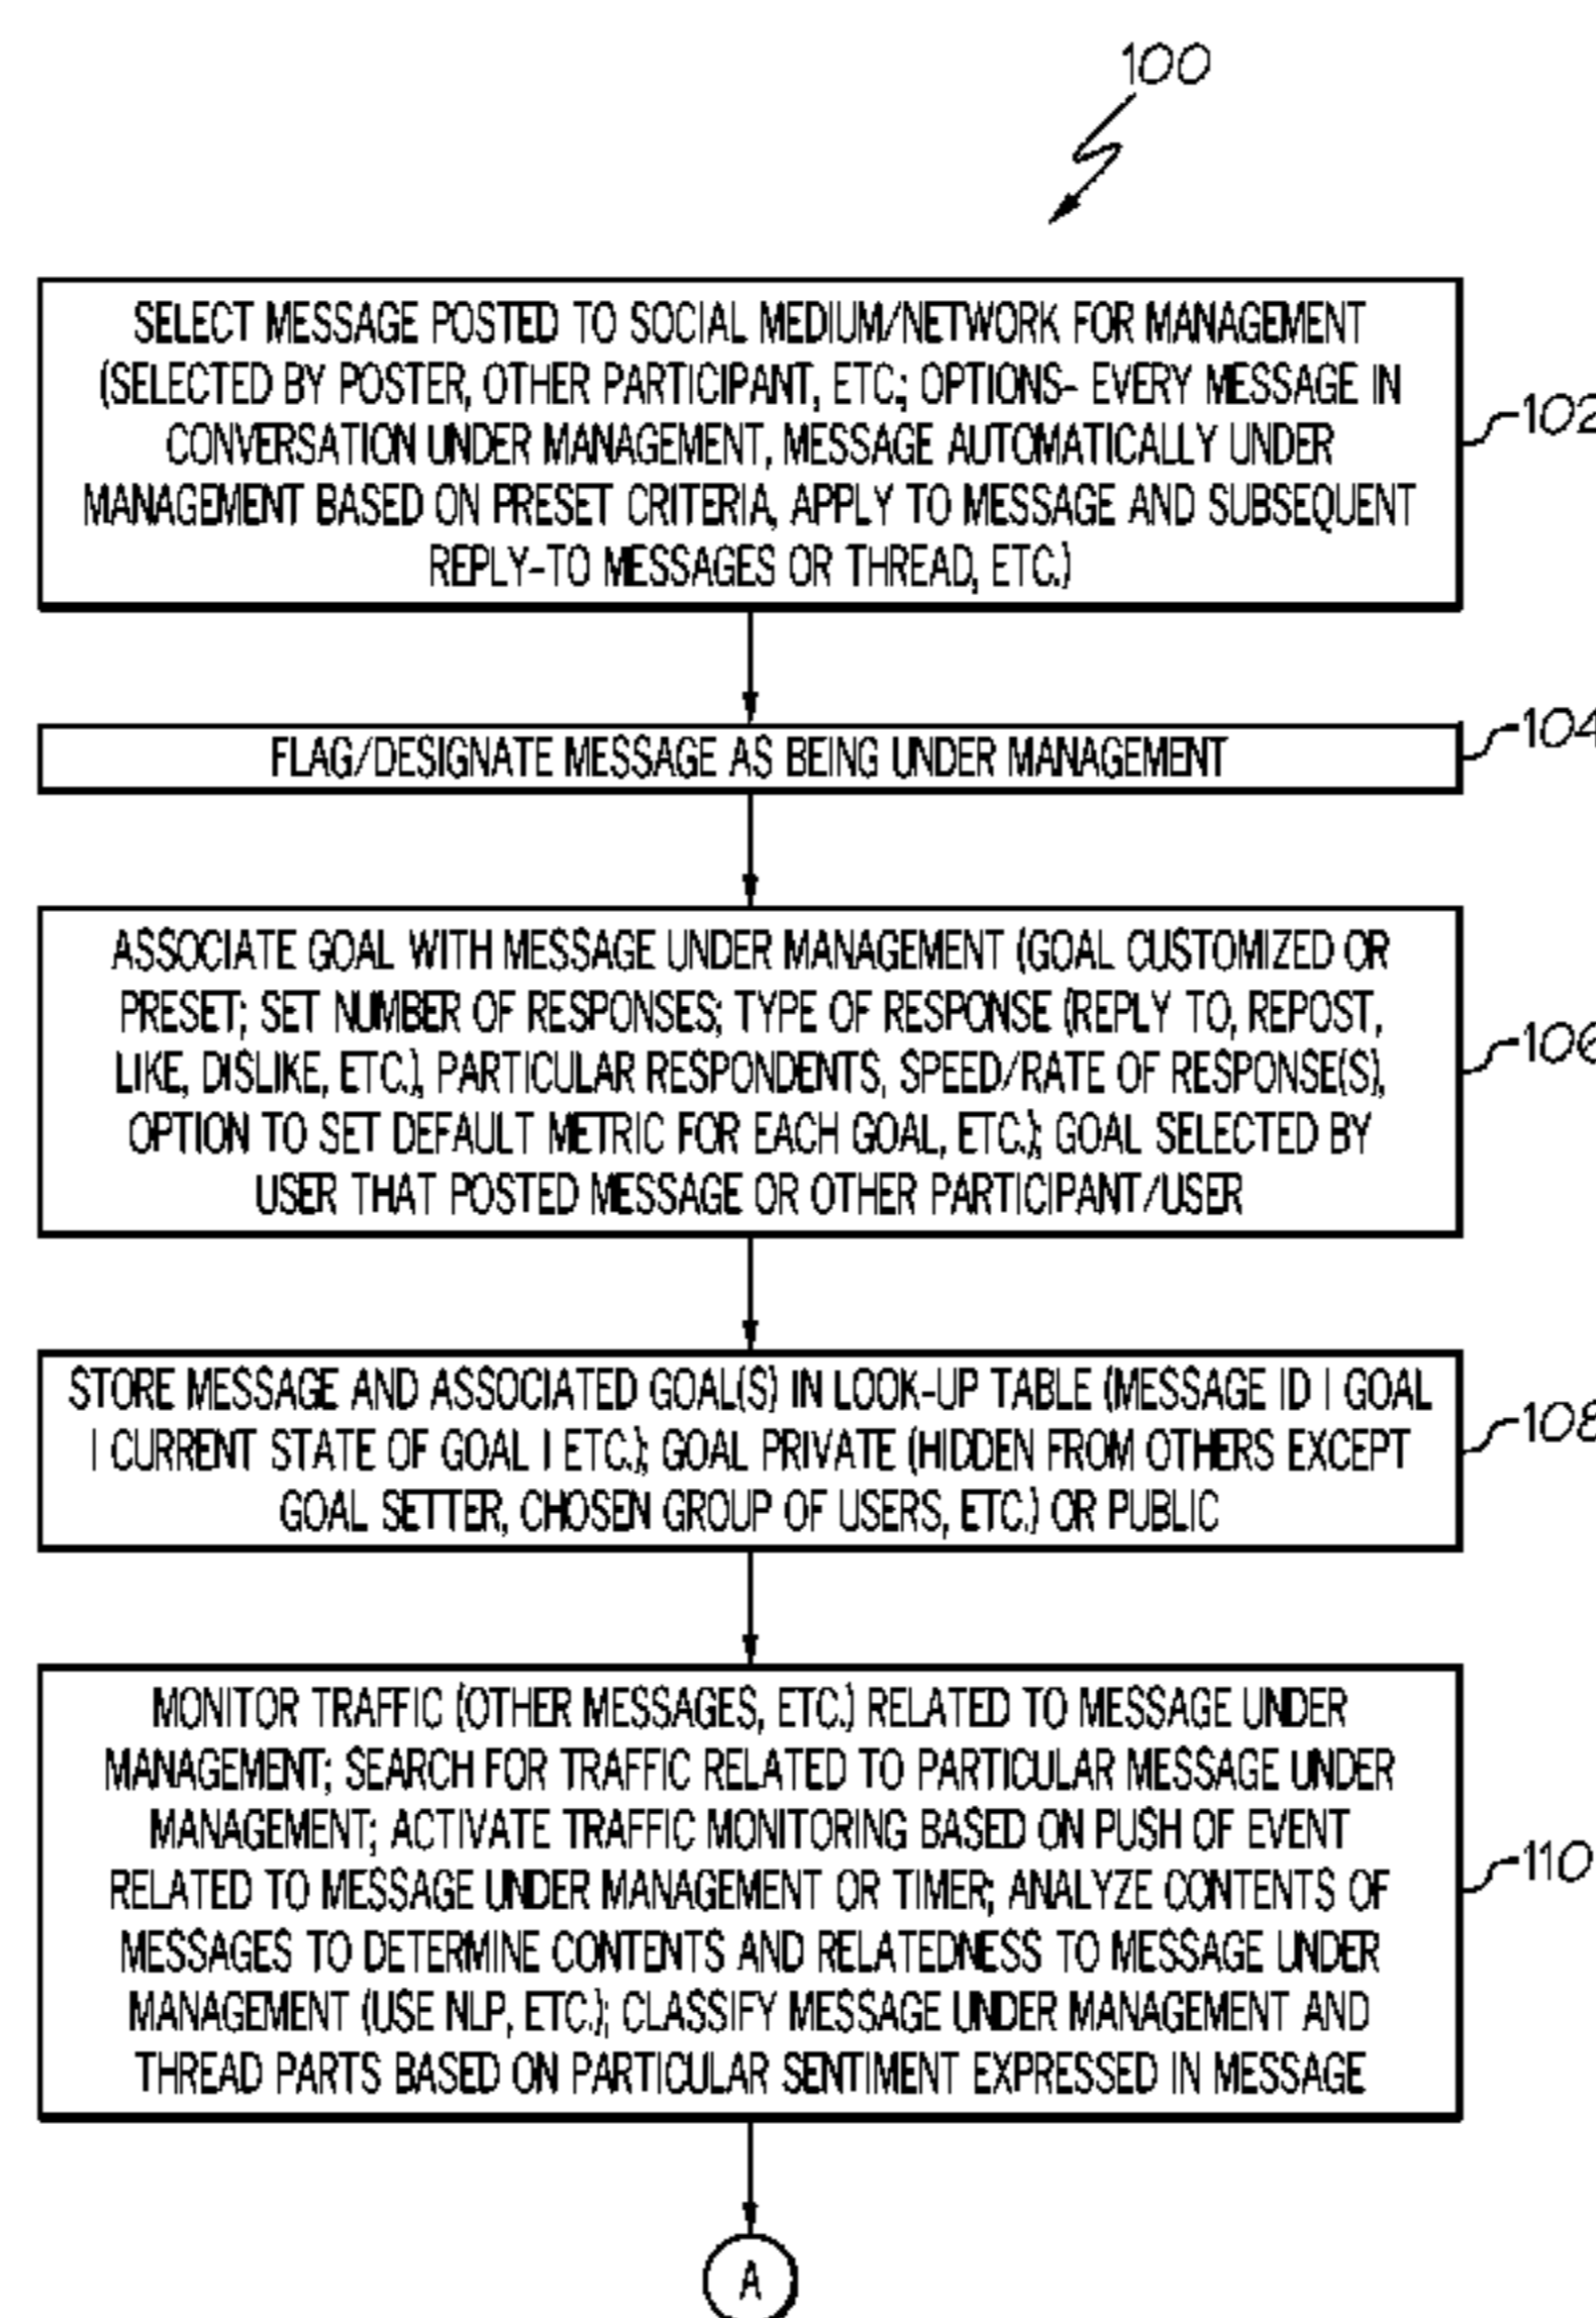 100
SELECT MESSAGE POSTED TO SOCIAL MEDIUM/NETWORK FOR MANAGEMENT
(SELECTED BY POSTER, OTHER PARTICIPANT, ETC.; OPTIONS- EVERY MESSAGE IN
CONVERSATION UNDER MANAGEMENT, MESSAGE AUTOMATICALLY UNDER
MANAGEMENT BASED ON PRESET CRITERIA, APPLY TO MESSAGE AND SUBSEQUENT
REPLY-TO MESSAGES OR THREAD, ETC.)
102
FLAG/DESIGNATE MESSAGE AS BEING UNDER MANAGEMENT
104
ASSOCIATE GOAL WITH MESSAGE UNDER MANAGEMENT (GOAL CUSTOMIZED OR
PRESET; SET NUMBER OF RESPONSES; TYPE OF RESPONSE (REPLY TO, REPOST,
LIKE, DISLIKE, ETC.), PARTICULAR RESPONDENTS, SPEED/RATE OF RESPONSE(S),
OPTION TO SET DEFAULT METRIC FOR EACH GOAL, ETC.); GOAL SELECTED BY
USER THAT POSTED MESSAGE OR OTHER PARTICIPANT/USER
106
STORE MESSAGE AND ASSOCIATED GOAL(S) IN LOOK-UP TABLE (MESSAGE ID | GOAL
| CURRENT STATE OF GOAL | ETC.); GOAL PRIVATE (HIDDEN FROM OTHERS EXCEPT
GOAL SETTER, CHOSEN GROUP OF USERS, ETC.) OR PUBLIC
108
MONITOR TRAFFIC (OTHER MESSAGES, ETC.) RELATED TO MESSAGE UNDER
MANAGEMENT; SEARCH FOR TRAFFIC RELATED TO PARTICULAR MESSAGE UNDER
MANAGEMENT; ACTIVATE TRAFFIC MONITORING BASED ON PUSH OF EVENT
RELATED TO MESSAGE UNDER MANAGEMENT OR TIMER; ANALYZE CONTENTS OF
MESSAGES TO DETERMINE CONTENTS AND RELATEDNESS TO MESSAGE UNDER
MANAGEMENT (USE NLP, ETC.); CLASSIFY MESSAGE UNDER MANAGEMENT AND
THREAD PARTS BASED ON PARTICULAR SENTIMENT EXPRESSED IN MESSAGE
110
A